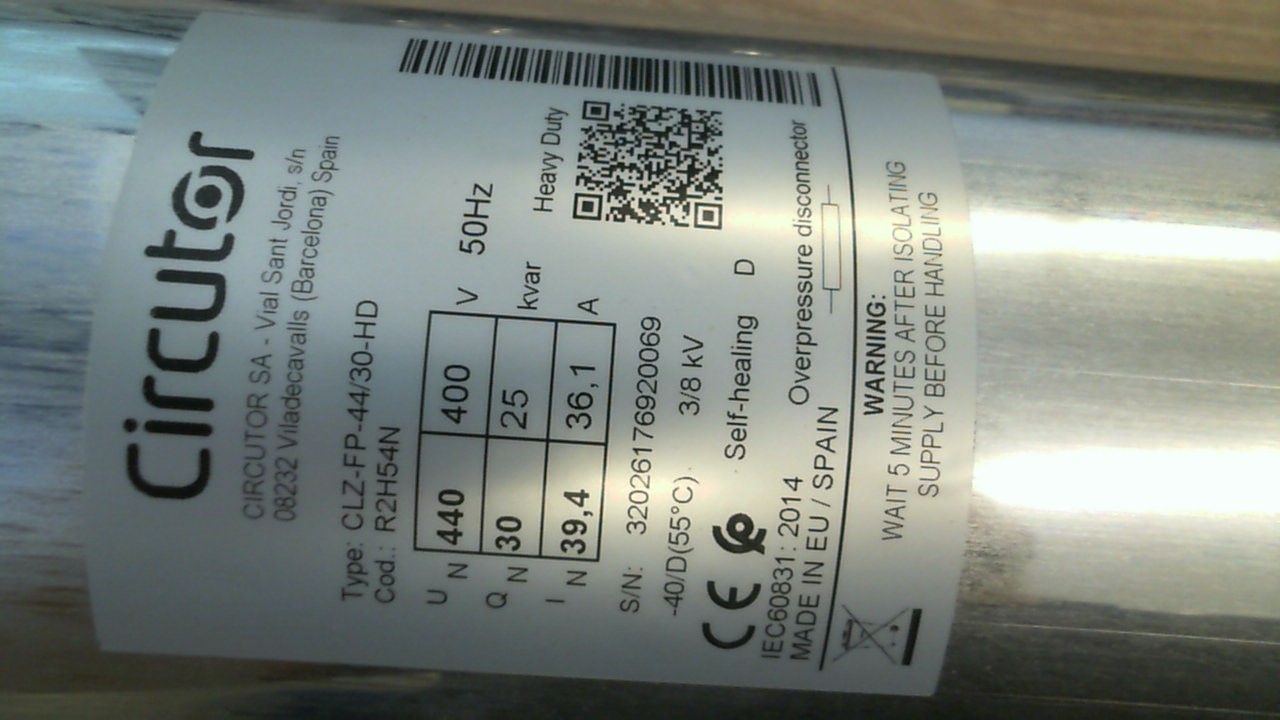 Circutor
CIRCUTOR SA - Vial Sant Jordi, s/n
08232 Viladecavalls (Barcelona) Spain
Type: CLZ-FP-44/30-HD
Cod.: R2H54N
U N 440 400 V 50Hz
Q N 30 25 kvar
I N 39,4 36,1 A
Heavy Duty
S/N: 32026176920069
-40/D(55°C). 3/8 kV
CE Self-healing D
IEC60831: 2014 Overpressure disconnector
MADE IN EU / SPAIN
WARNING:
WAIT 5 MINUTES AFTER ISOLATING
SUPPLY BEFORE HANDLING